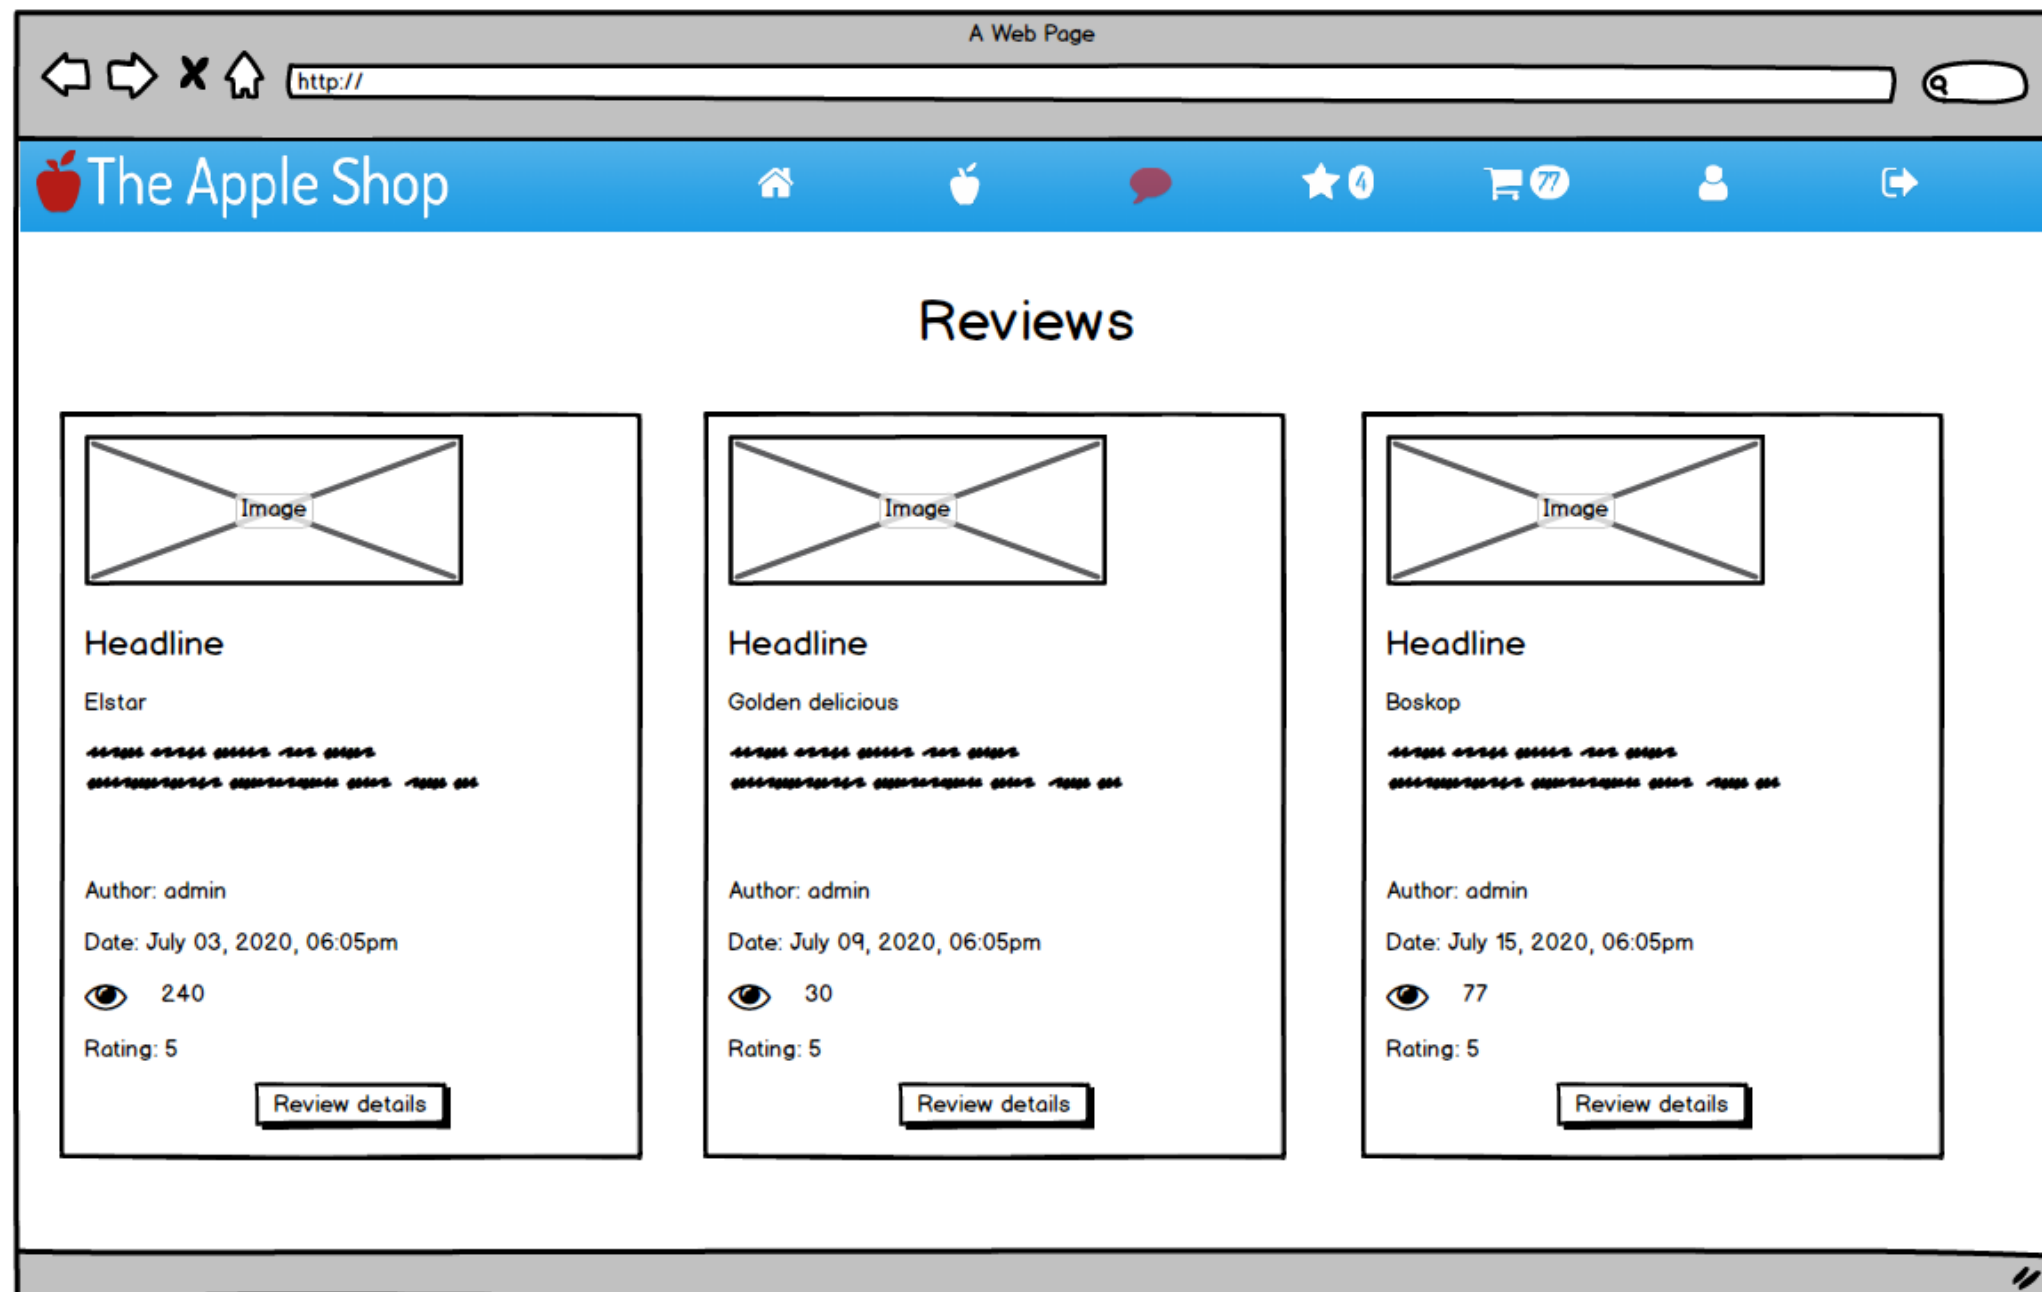 A Web Page
http://
The Apple Shop
4
77
Reviews
Image
Headline
Elstar
Author: admin
Date: July 03, 2020, 06:05pm
240
Rating: 5
Review details
Image
Headline
Golden delicious
Author: admin
Date: July 09, 2020, 06:05pm
30
Rating: 5
Review details
Image
Headline
Boskop
Author: admin
Date: July 15, 2020, 06:05pm
77
Rating: 5
Review details